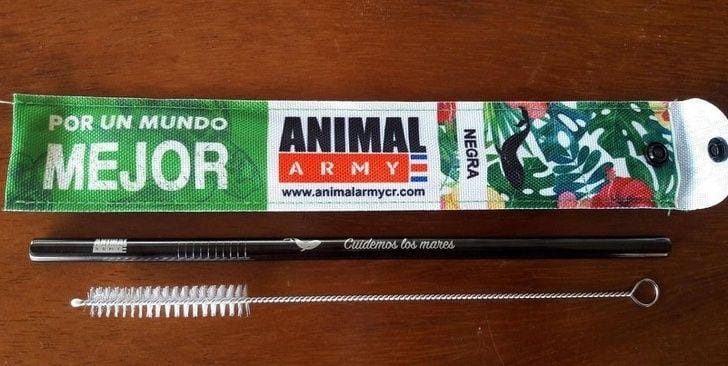 POR UN MUNDO
MEJOR
ANIMAL
ARMY
www.animalarmycr.com
NEGRA
ANIMAL
Cuidemos los mares